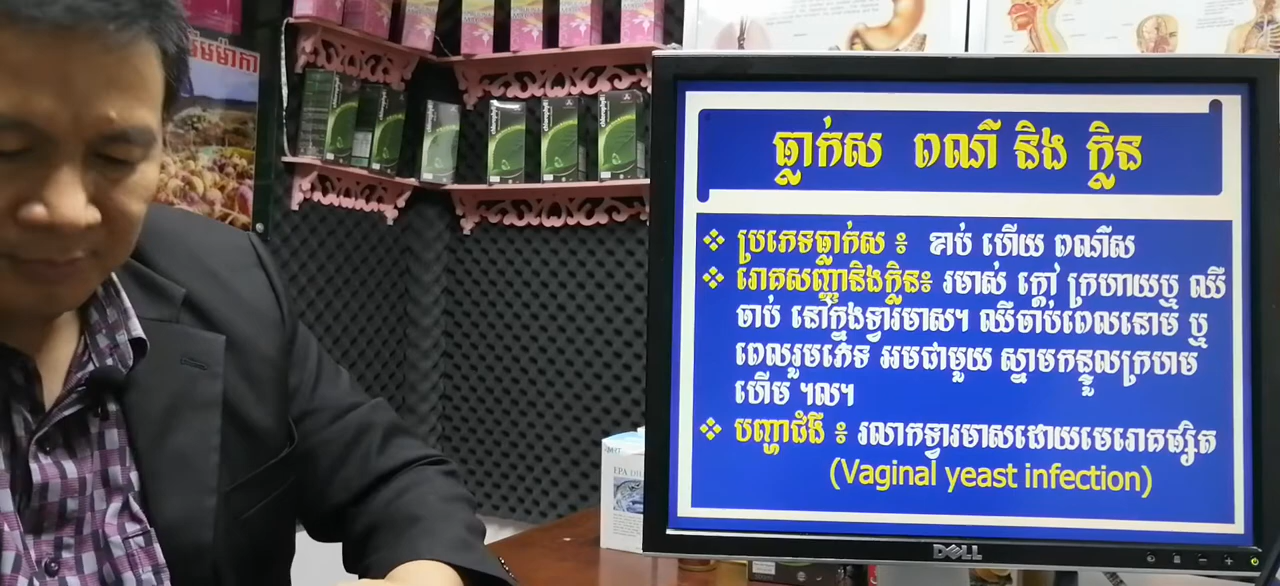 ម៉ាកា
ធ្លាក់ស ពណ៌ និង ក្លិន
❖ ប្រភេទធ្លាក់ស ៖ ខាប់ ហើយ ពណ៌ស
❖ រោគសញ្ញានិងក្លិន៖ រមាស់ ក្តៅ ក្រហាយឬ ឈឺ
ចាប់ នៅក្នុងទ្វារមាស។ ឈឺចាប់ពេលនោម ឬ
ពេលរួមភេទ អមជាមួយ ស្នាមកន្ទួលក្រហម
ហើម ។ល។
❖ បញ្ហាជំងឺ ៖ រលាកទ្វារមាសដោយមេរោគផ្សិត
(Vaginal yeast infection)
EPA
DELL